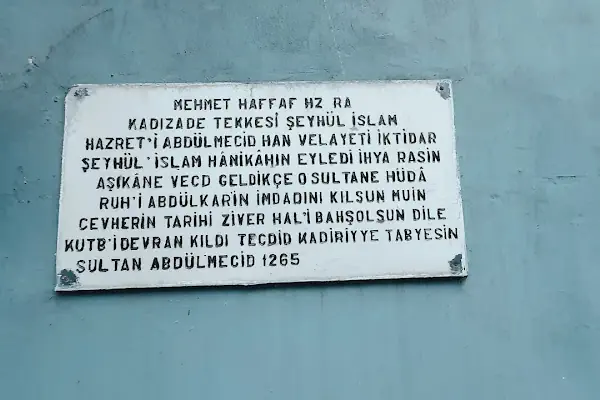 MEHMET HAFFAF HZ RA
KADIZADE TEKKESİ ŞEYHÜL İSLAM
HAZRET'İ ABDÜLMECİD HAN VELAYETİ İKTİDAR
ŞEYHÜL'İSLAM HÂNİKÂHIN EYLEDİ İHYA RASİN
AŞIKÂNE VECD GELDİKÇE O SULTANE HÜDÂ
RUH'İ ABDÜLKAR'İN İMDADINI KILSUN MUİN
CEVHERİN TARİHİ ZİVER HAL'İ BAHŞOLSUN DİLE
KUTB'İ DEVRAN KILDI TECDİD KADİRİYYE TABYESİN
SULTAN ABDÜLMECİD 1265